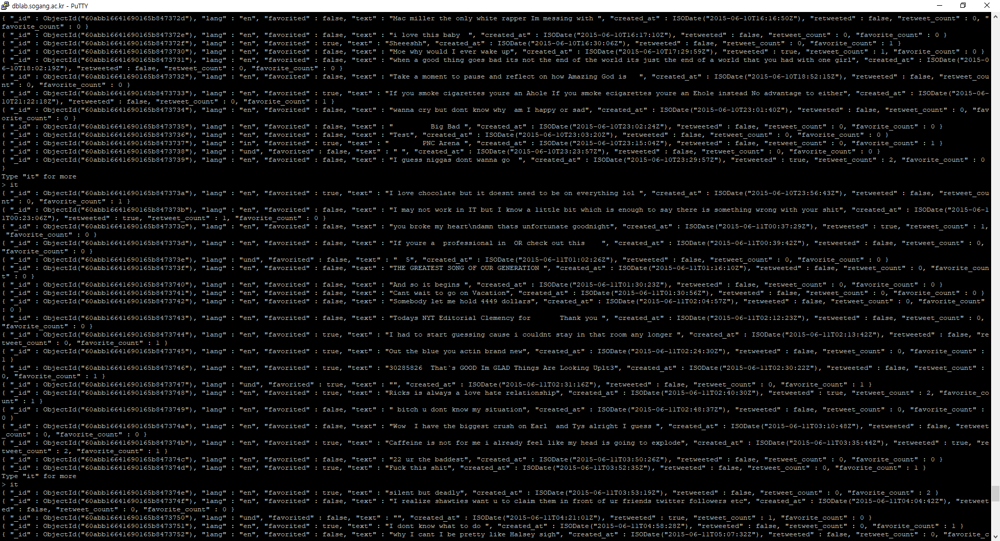 dblab.sogang.ac.kr - PuTTY
{ "_id" : ObjectId("60abb16641690165b847372d"), "lang" : "en", "favorited" : false, "text" : "Mac miller the only white rapper Im messing with ", "created_at" : ISODate("2015-06-10T16:16:50Z"), "retweeted" : false, "retweet_count" : 0, "
favorite_count" : 0 }
{ "_id" : ObjectId("60abb16641690165b847372e"), "lang" : "en", "favorited" : false, "text" : "i love this baby  ", "created_at" : ISODate("2015-06-10T16:17:10Z"), "retweeted" : false, "retweet_count" : 0, "favorite_count" : 0 }
{ "_id" : ObjectId("60abb16641690165b847372f"), "lang" : "en", "favorited" : true, "text" : "Sheeeshh", "created_at" : ISODate("2015-06-10T16:30:06Z"), "retweeted" : false, "retweet_count" : 0, "favorite_count" : 1 }
{ "_id" : ObjectId("60abb16641690165b8473730"), "lang" : "en", "favorited" : false, "text" : "Moe why would I ever wake up", "created_at" : ISODate("2015-06-10T17:29:59Z"), "retweeted" : true, "retweet_count" : 1, "favorite_count" : 0 }
{ "_id" : ObjectId("60abb16641690165b8473731"), "lang" : "en", "favorited" : false, "text" : "when a good thing goes bad its not the end of the world its just the end of a world that you had with one girl", "created_at" : ISODate("2015-0
6-10T18:02:19Z"), "retweeted" : false, "retweet_count" : 0, "favorite_count" : 0 }
{ "_id" : ObjectId("60abb16641690165b8473732"), "lang" : "en", "favorited" : false, "text" : "Take a moment to pause and reflect on how Amazing God is   ", "created_at" : ISODate("2015-06-10T18:52:15Z"), "retweeted" : false, "retweet_cou
nt" : 0, "favorite_count" : 0 }
{ "_id" : ObjectId("60abb16641690165b8473733"), "lang" : "en", "favorited" : true, "text" : "If you smoke cigarettes youre an Ahole If you smoke ecigarettes youre an Ehole instead No advantage to either", "created_at" : ISODate("2015-06-
10T21:22:18Z"), "retweeted" : false, "retweet_count" : 0, "favorite_count" : 1 }
{ "_id" : ObjectId("60abb16641690165b8473734"), "lang" : "en", "favorited" : false, "text" : "wanna cry but dont know why  am I happy or sad", "created_at" : ISODate("2015-06-10T23:01:40Z"), "retweeted" : false, "retweet_count" : 0, "fav
orite_count" : 0 }
{ "_id" : ObjectId("60abb16641690165b8473735"), "lang" : "en", "favorited" : false, "text" : "         Big Bad ", "created_at" : ISODate("2015-06-10T23:02:24Z"), "retweeted" : false, "retweet_count" : 0, "favorite_count" : 0 }
{ "_id" : ObjectId("60abb16641690165b8473736"), "lang" : "en", "favorited" : false, "text" : "Test", "created_at" : ISODate("2015-06-10T23:03:20Z"), "retweeted" : false, "retweet_count" : 0, "favorite_count" : 0 }
{ "_id" : ObjectId("60abb16641690165b8473737"), "lang" : "in", "favorited" : true, "text" : "        PNC Arena ", "created_at" : ISODate("2015-06-10T23:15:04Z"), "retweeted" : false, "retweet_count" : 0, "favorite_count" : 1 }
{ "_id" : ObjectId("60abb16641690165b8473738"), "lang" : "und", "favorited" : false, "text" : " ", "created_at" : ISODate("2015-06-10T23:23:57Z"), "retweeted" : false, "retweet_count" : 0, "favorite_count" : 0 }
{ "_id" : ObjectId("60abb16641690165b8473739"), "lang" : "en", "favorited" : false, "text" : "I guess niggas dont wanna go  ", "created_at" : ISODate("2015-06-10T23:29:57Z"), "retweeted" : true, "retweet_count" : 2, "favorite_count" : 0
}
Type "it" for more
> it
{ "_id" : ObjectId("60abb16641690165b847373a"), "lang" : "en", "favorited" : true, "text" : "I love chocolate but it doesnt need to be on everything lol ", "created_at" : ISODate("2015-06-10T23:56:43Z"), "retweeted" : false, "retweet_cou
nt" : 0, "favorite_count" : 1 }
{ "_id" : ObjectId("60abb16641690165b847373b"), "lang" : "en", "favorited" : false, "text" : "I may not work in IT but I know a little bit which is enough to say there is something wrong with your shit", "created_at" : ISODate("2015-06-1
1T00:23:06Z"), "retweeted" : true, "retweet_count" : 1, "favorite_count" : 0 }
{ "_id" : ObjectId("60abb16641690165b847373c"), "lang" : "en", "favorited" : false, "text" : "you broke my heart\ndamn thats unfortunate goodnight", "created_at" : ISODate("2015-06-11T00:37:29Z"), "retweeted" : true, "retweet_count" : 1,
 "favorite_count" : 0 }
{ "_id" : ObjectId("60abb16641690165b847373d"), "lang" : "en", "favorited" : false, "text" : "If youre a  professional in  OR check out this    ", "created_at" : ISODate("2015-06-11T00:39:42Z"), "retweeted" : false, "retweet_count" : 0,
"favorite_count" : 0 }
{ "_id" : ObjectId("60abb16641690165b847373e"), "lang" : "und", "favorited" : false, "text" : "  5", "created_at" : ISODate("2015-06-11T01:02:26Z"), "retweeted" : false, "retweet_count" : 0, "favorite_count" : 0 }
{ "_id" : ObjectId("60abb16641690165b847373f"), "lang" : "en", "favorited" : false, "text" : "THE GREATEST SONG OF OUR GENERATION ", "created_at" : ISODate("2015-06-11T01:16:10Z"), "retweeted" : false, "retweet_count" : 0, "favorite_coun
t" : 0 }
{ "_id" : ObjectId("60abb16641690165b8473740"), "lang" : "en", "favorited" : false, "text" : "And so it begins ", "created_at" : ISODate("2015-06-11T01:30:23Z"), "retweeted" : false, "retweet_count" : 0, "favorite_count" : 0 }
{ "_id" : ObjectId("60abb16641690165b8473741"), "lang" : "en", "favorited" : false, "text" : "Cant wait to go on Vacation", "created_at" : ISODate("2015-06-11T01:30:56Z"), "retweeted" : false, "retweet_count" : 0, "favorite_count" : 0 }
{ "_id" : ObjectId("60abb16641690165b8473742"), "lang" : "en", "favorited" : false, "text" : "Somebody let me hold 4449 dollars", "created_at" : ISODate("2015-06-11T02:04:57Z"), "retweeted" : false, "retweet_count" : 0, "favorite_count"
: 0 }
{ "_id" : ObjectId("60abb16641690165b8473743"), "lang" : "en", "favorited" : false, "text" : "Todays NYT Editorial Clemency for       Thank you ", "created_at" : ISODate("2015-06-11T02:12:23Z"), "retweeted" : false, "retweet_count" : 0,
"favorite_count" : 0 }
{ "_id" : ObjectId("60abb16641690165b8473744"), "lang" : "en", "favorited" : true, "text" : "I had to start guessing cause i couldnt stay in that room any longer ", "created_at" : ISODate("2015-06-11T02:13:42Z"), "retweeted" : false, "re
tweet_count" : 0, "favorite_count" : 1 }
{ "_id" : ObjectId("60abb16641690165b8473745"), "lang" : "en", "favorited" : true, "text" : "Out the blue you actin brand new", "created_at" : ISODate("2015-06-11T02:24:30Z"), "retweeted" : false, "retweet_count" : 0, "favorite_count" :
1 }
{ "_id" : ObjectId("60abb16641690165b8473746"), "lang" : "en", "favorited" : true, "text" : "30285826  That`s GOOD Im GLAD Things Are Looking Uplt3", "created_at" : ISODate("2015-06-11T02:30:22Z"), "retweeted" : false, "retweet_count" :
0, "favorite_count" : 1 }
{ "_id" : ObjectId("60abb16641690165b8473747"), "lang" : "und", "favorited" : true, "text" : "", "created_at" : ISODate("2015-06-11T02:31:16Z"), "retweeted" : false, "retweet_count" : 0, "favorite_count" : 1 }
{ "_id" : ObjectId("60abb16641690165b8473748"), "lang" : "en", "favorited" : true, "text" : "Ricks is always a love hate relationship", "created_at" : ISODate("2015-06-11T02:40:30Z"), "retweeted" : true, "retweet_count" : 2, "favorite_co
unt" : 1 }
{ "_id" : ObjectId("60abb16641690165b8473749"), "lang" : "en", "favorited" : false, "text" : " bitch u dont know my situation", "created_at" : ISODate("2015-06-11T02:48:37Z"), "retweeted" : false, "retweet_count" : 0, "favorite_count" :
0 }
{ "_id" : ObjectId("60abb16641690165b847374a"), "lang" : "en", "favorited" : false, "text" : "Wow  I have the biggest crush on Earl  and Tys alright I guess ", "created_at" : ISODate("2015-06-11T03:10:48Z"), "retweeted" : false, "retweet
_count" : 0, "favorite_count" : 0 }
{ "_id" : ObjectId("60abb16641690165b847374b"), "lang" : "en", "favorited" : true, "text" : "Caffeine is not for me i already feel like my head is going to explode", "created_at" : ISODate("2015-06-11T03:35:44Z"), "retweeted" : true, "re
tweet_count" : 2, "favorite_count" : 1 }
{ "_id" : ObjectId("60abb16641690165b847374c"), "lang" : "en", "favorited" : false, "text" : "22 ur the baddest", "created_at" : ISODate("2015-06-11T03:50:26Z"), "retweeted" : false, "retweet_count" : 0, "favorite_count" : 0 }
{ "_id" : ObjectId("60abb16641690165b847374d"), "lang" : "en", "favorited" : true, "text" : "Fuck this shit", "created_at" : ISODate("2015-06-11T03:52:35Z"), "retweeted" : false, "retweet_count" : 0, "favorite_count" : 1 }
Type "it" for more
> it
{ "_id" : ObjectId("60abb16641690165b847374e"), "lang" : "en", "favorited" : true, "text" : "silent but deadly", "created_at" : ISODate("2015-06-11T03:53:19Z"), "retweeted" : false, "retweet_count" : 0, "favorite_count" : 2 }
{ "_id" : ObjectId("60abb16641690165b847374f"), "lang" : "en", "favorited" : false, "text" : "I realize shawties want u to claim them in front of ur friends twitter followers etc", "created_at" : ISODate("2015-06-11T04:04:42Z"), "retweet
ed" : false, "retweet_count" : 0, "favorite_count" : 0 }
{ "_id" : ObjectId("60abb16641690165b8473750"), "lang" : "und", "favorited" : false, "text" : "", "created_at" : ISODate("2015-06-11T04:21:01Z"), "retweeted" : true, "retweet_count" : 1, "favorite_count" : 0 }
{ "_id" : ObjectId("60abb16641690165b8473751"), "lang" : "en", "favorited" : true, "text" : "I dont know what to do ", "created_at" : ISODate("2015-06-11T04:58:28Z"), "retweeted" : false, "retweet_count" : 0, "favorite_count" : 1 }
{ "_id" : ObjectId("60abb16641690165b8473752"), "lang" : "en", "favorited" : false, "text" : "why I cant I be pretty like Halsey sigh", "created_at" : ISODate("2015-06-11T05:07:32Z"), "retweeted" : false, "retweet_count" : 0, "favorite_c